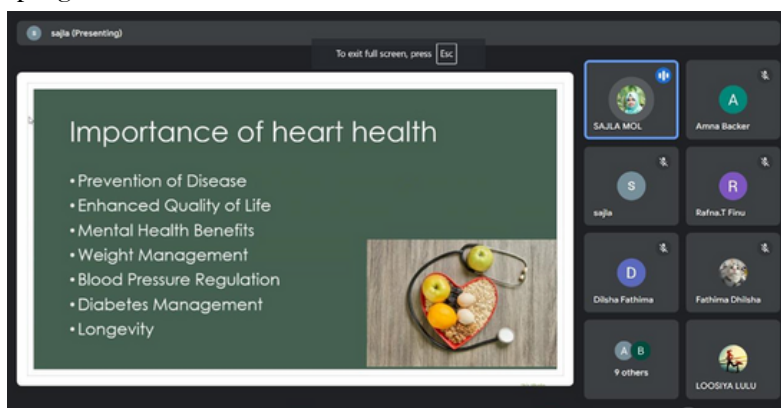 s
sajla (Presenting)
To exit full screen, press Esc
Importance of heart health
• Prevention of Disease
• Enhanced Quality of Life
• Mental Health Benefits
• Weight Management
• Blood Pressure Regulation
• Diabetes Management
• Longevity
SAJLA MOL
A
Amna Backer
s
sajla
R
Rafna.T Finu
D
Dilsha Fathima
Fathima Dhilsha
A B
9 others
LOOSIYA LULU